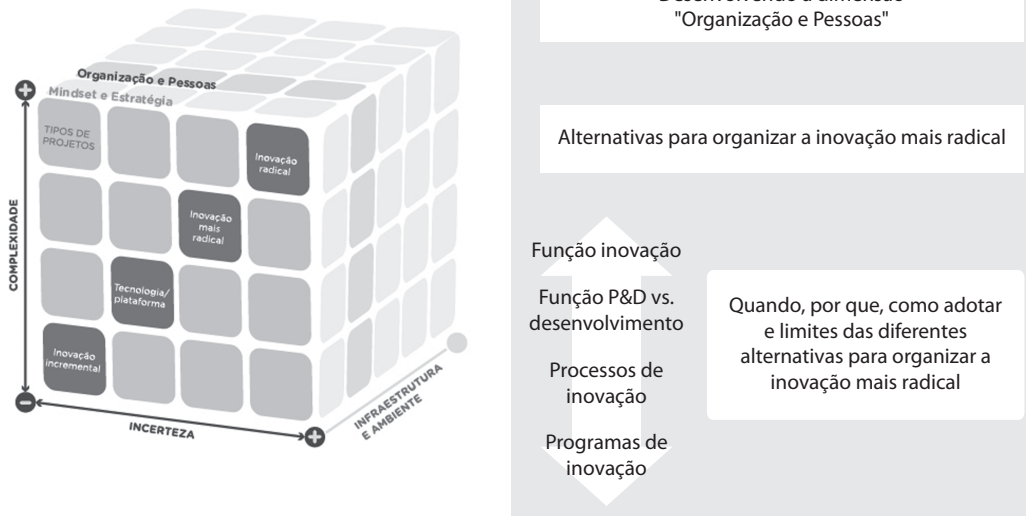 Organização e Pessoas
Mindset e Estratégia
TIPOS DE
PROJETOS
Inovação
radical
Inovação
mais
radical
Tecnologia/
plataforma
Inovação
incremental
COMPLEXIDADE
INCERTEZA
INFRAESTRUTURA
E AMBIENTE
Desenvolvendo a dimensão
"Organização e Pessoas"
Alternativas para organizar a inovação mais radical
Função inovação
Função P&D vs.
desenvolvimento
Processos de
inovação
Programas de
inovação
Quando, por que, como adotar
e limites das diferentes
alternativas para organizar a
inovação mais radical